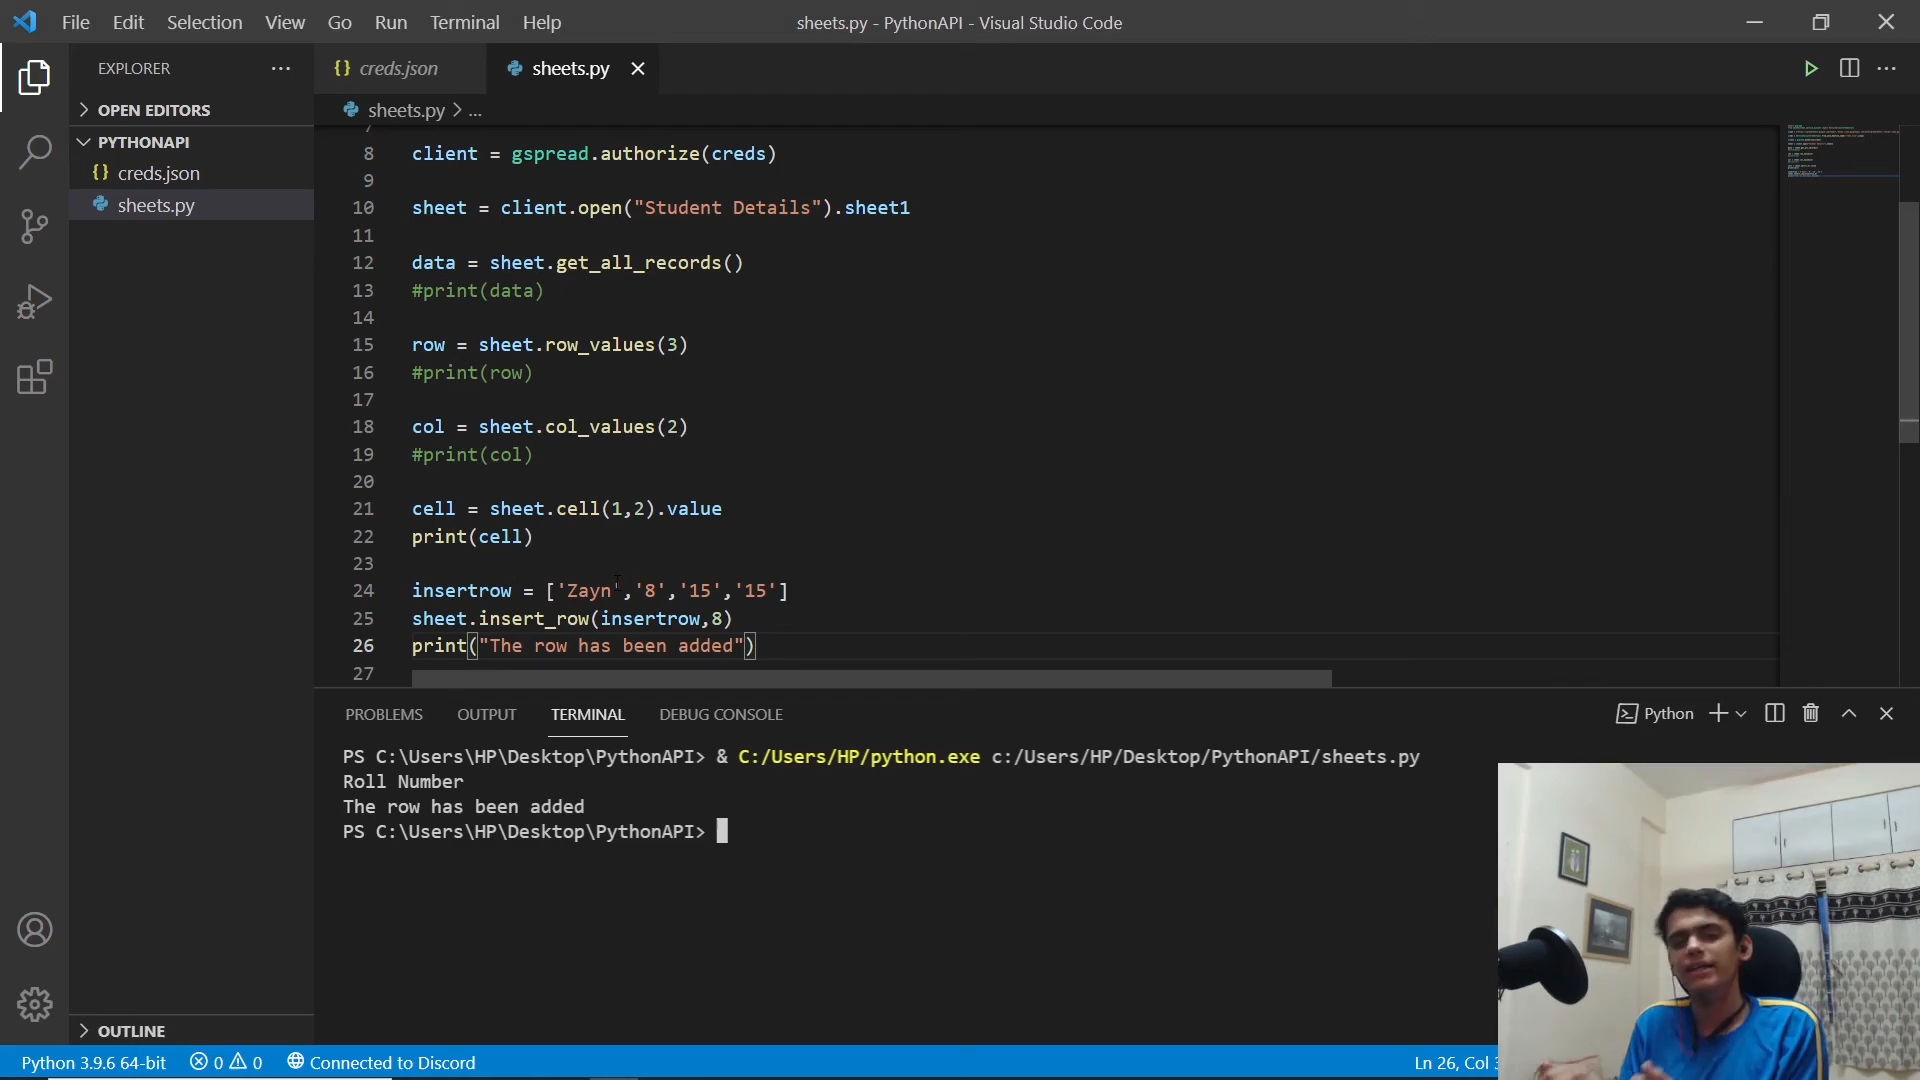 File Edit Selection View Go Run Terminal Help
sheets.py - PythonAPI - Visual Studio Code
EXPLORER
creds.json
sheets.py
OPEN EDITORS
sheets.py > ...
PYTHONAPI
creds.json
sheets.py
8 client = gspread.authorize(creds)
9
10 sheet = client.open("Student Details").sheet1
11
12 data = sheet.get_all_records()
13 #print(data)
14
15 row = sheet.row_values(3)
16 #print(row)
17
18 col = sheet.col_values(2)
19 #print(col)
20
21 cell = sheet.cell(1,2).value
22 print(cell)
23
24 insertrow = ['Zayn','8','15','15']
25 sheet.insert_row(insertrow,8)
26 print("The row has been added")
27
PROBLEMS OUTPUT TERMINAL DEBUG CONSOLE
Python
PS C:\Users\HP\Desktop\PythonAPI> & C:/Users/HP/python.exe c:/Users/HP/Desktop/PythonAPI/sheets.py
Roll Number
The row has been added
PS C:\Users\HP\Desktop\PythonAPI>
OUTLINE
Python 3.9.6 64-bit 0 0 Connected to Discord
Ln 26, Col